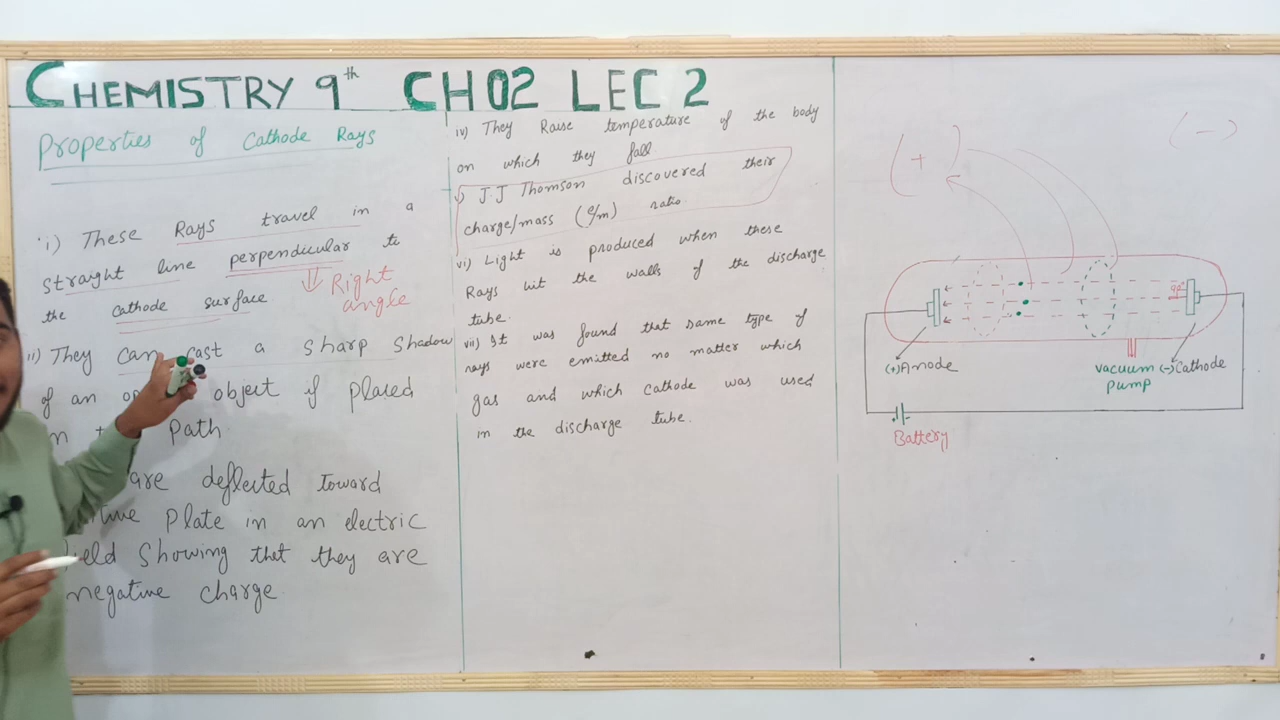 CHEMISTRY 9th CH02 LEC 2
Properties of Cathode Rays
i) These Rays travel in a
straight line perpendicular to
the cathode surface
Right
angle
ii) They can cast a sharp shadow
of an object if placed
path
are deflected toward
Plate in an electric
Showing that they are
negative charge
iv) They Raise temperature of the body
on which they fall
v) J.J Thomson discovered their
charge/mass (e/m) ratio.
vi) Light is produced when these
Rays hit the walls of the discharge
tube.
vii) It was found that same type of
rays were emitted no matter which
gas and which cathode was used
in the discharge tube.
(+)
(-)
90°
(+) Anode
vacuum
pump
(-) Cathode
Battery